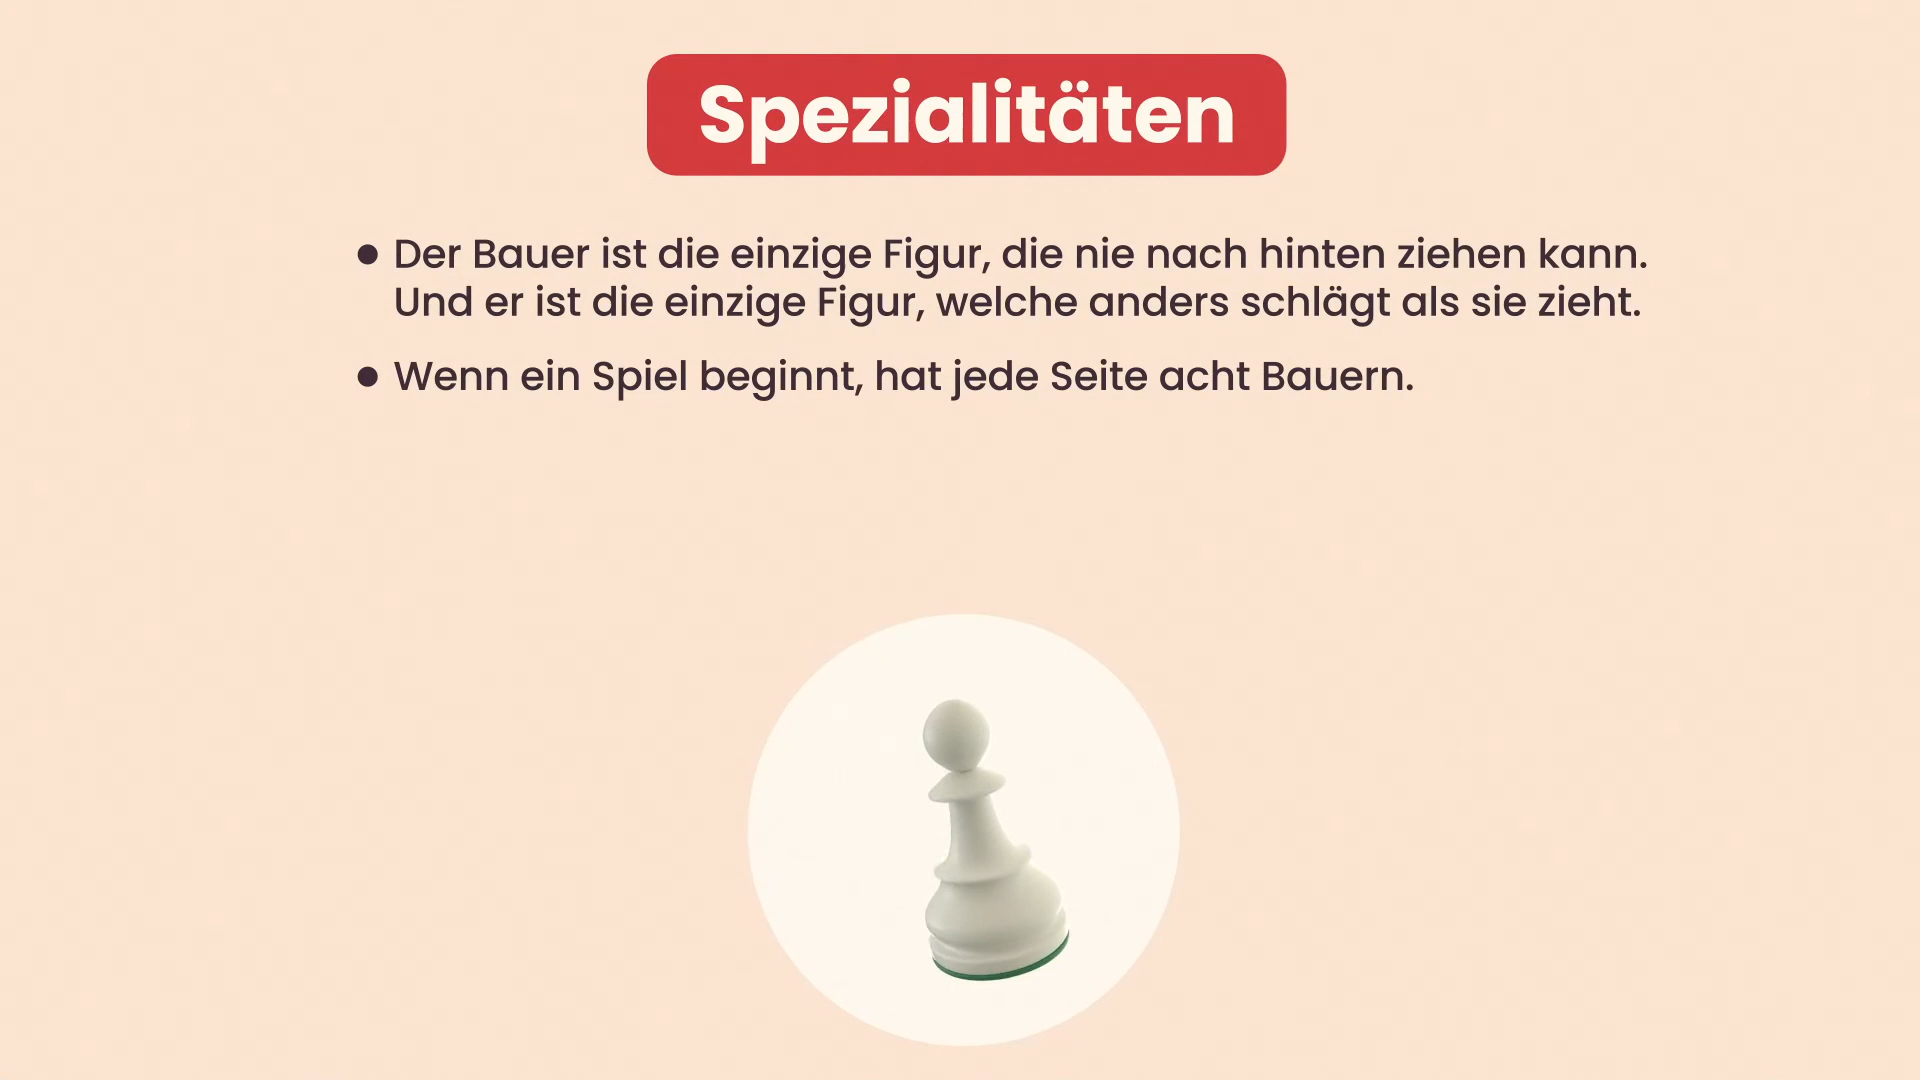 Spezialitäten
● Der Bauer ist die einzige Figur, die nie nach hinten ziehen kann.
Und er ist die einzige Figur, welche anders schlägt als sie zieht.
● Wenn ein Spiel beginnt, hat jede Seite acht Bauern.